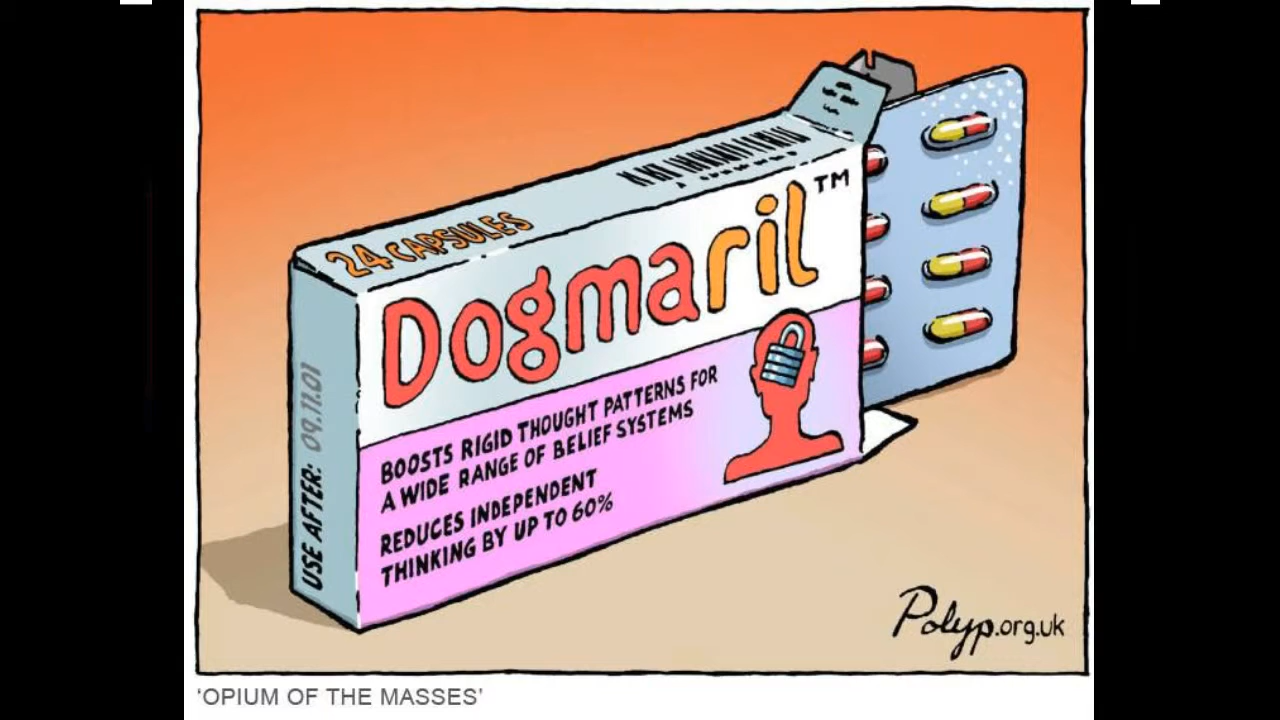 24 CAPSULES
Dogmaril™
BOOSTS RIGID THOUGHT PATTERNS FOR
A WIDE RANGE OF BELIEF SYSTEMS
REDUCES INDEPENDENT
THINKING BY UP TO 60%
USE AFTER: 09.11.01
Polyp.org.uk
‘OPIUM OF THE MASSES’